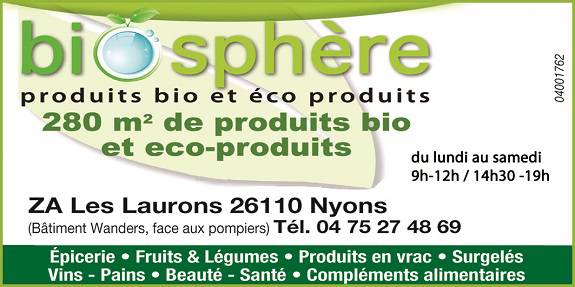 biosphère
produits bio et éco produits
280 m² de produits bio
et eco-produits
du lundi au samedi
9h-12h / 14h30 -19h
ZA Les Laurons 26110 Nyons
(Bâtiment Wanders, face aux pompiers) Tél. 04 75 27 48 69
Épicerie • Fruits & Légumes • Produits en vrac • Surgelés
Vins - Pains • Beauté - Santé • Compléments alimentaires
04001762